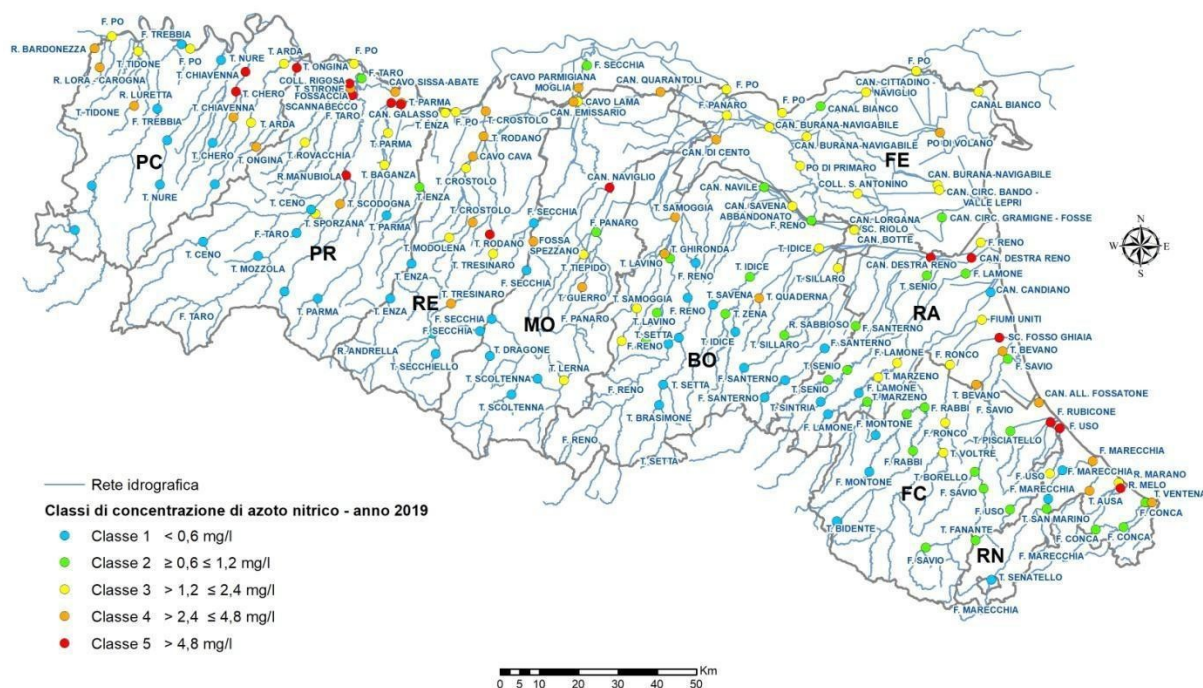 F. PO
F. TREBBIA
R. BARDONEZZA
T. TIDONE
F. PO
T. NURE
T. ARDA
F. PO
R. LORA - CAROGNA
T. CHIAVENNA
T. ONGINA
COLL. RIGOSA
F. TARO
T. STIRONE
CAVO SISSA-ABATE
R. LURETTA
T. CHERO
FOSSACCIA
SCANNABECCO
T. TIDONE
T. CHIAVENNA
F. TREBBIA
T. ARDA
F. TARO
CAN. GALASSO
T. PARMA
T. ENZA
F. PO
T. CROSTOLO
T. RODANO
PC
T. CHERO
T. ONGINA
T. ROVACCHIA
T. PARMA
CAVO CAVA
R.MANUBIOLA
T. BAGANZA
T. CROSTOLO
T. NURE
T. CENO
T. SCODOGNA
T. ENZA
T. SPORZANA
T. PARMA
T. CROSTOLO
F. TARO
PR
T. CENO
T. MODOLENA
T. RODANO
T. MOZZOLA
T. TRESINARO
T. ENZA
T. TRESINARO
RE
F. TARO
T. PARMA
T. ENZA
F. SECCHIA
F. SECCHIA
R. ANDRELLA
T. SECCHIELLO
F. SECCHIA
CAVO PARMIGIANA
MOGLIA
CAN. QUARANTOLI
CAVO LAMA
CAN. EMISSARIO
F. PANARO
F. PO
F. PO
CAN. CITTADINO -
NAVIGLIO
F. PO
CANAL BIANCO
CANAL BIANCO
CAN. BURANA-NAVIGABILE
FE
PO DI VOLANO
CAN. BURANA-NAVIGABILE
CAN. DI CENTO
PO DI PRIMARO
CAN. BURANA-NAVIGABILE
CAN. NAVIGLIO
CAN. NAVILE
COLL. S. ANTONINO
CAN. CIRC. BANDO -
VALLE LEPRI
CAN. SAVENA
ABBANDONATO
T. SAMOGGIA
F. SECCHIA
F. PANARO
F. RENO
CAN. LORGANA
CAN. CIRC. GRAMIGNE - FOSSE
SC. RIOLO
FOSSA
SPEZZANO
CAN. BOTTE
T. GHIRONDA
T. IDICE
F. RENO
T. TIEPIDO
T. LAVINO
F. SECCHIA
F. RENO
T. IDICE
T. SILLARO
CAN. DESTRA RENO
CAN. DESTRA RENO
T. SENIO
F. LAMONE
T. GUERRO
T. SAVENA
T. QUADERNA
CAN. CANDIANO
MO
F. PANARO
T. SAMOGGIA
F. RENO
T. ZENA
RA
T. LAVINO
R. SABBIOSO
F. SANTERNO
FIUMI UNITI
T. SETTA
F. RENO
T. IDICE
T. SILLARO
F. SANTERNO
SC. FOSSO GHIAIA
T. DRAGONE
BO
F. LAMONE
F. RONCO
T. BEVANO
F. SAVIO
T. SCOLTENNA
T. LERNA
F. SANTERNO
T. SENIO
T. MARZENO
T. SCOLTENNA
F. RENO
T. SETTA
F. SANTERNO
T. SENIO
F. LAMONE
T. MARZENO
T. BEVANO
CAN. ALL. FOSSATONE
T. BRASIMONE
T. SINTRIA
F. RABBI
F. SAVIO
F. RUBICONE
F. LAMONE
F. MONTONE
F. RONCO
T. PISCIATELLO
F. USO
F. RENO
T. SETTA
F. RABBI
T. VOLTRE
F. MARECCHIA
F. MONTONE
T. BORELLO
F. USO
F. MARECCHIA
R. MARANO
R. MELO
FC
F. SAVIO
F. MARECCHIA
T. AUSA
T. VENTENA
F. USO
T. SAN MARINO
F. CONCA
T. BIDENTE
T. FANANTE
F. CONCA
F. CONCA
F. SAVIO
RN
F. MARECCHIA
T. SENATELLO
F. MARECCHIA
N
W
E
S
Rete idrografica
Classi di concentrazione di azoto nitrico - anno 2019
Classe 1 < 0,6 mg/l
Classe 2 ≥ 0,6 ≤ 1,2 mg/l
Classe 3 > 1,2 ≤ 2,4 mg/l
Classe 4 > 2,4 ≤ 4,8 mg/l
Classe 5 > 4,8 mg/l
Km
0 5 10 20 30 40 50